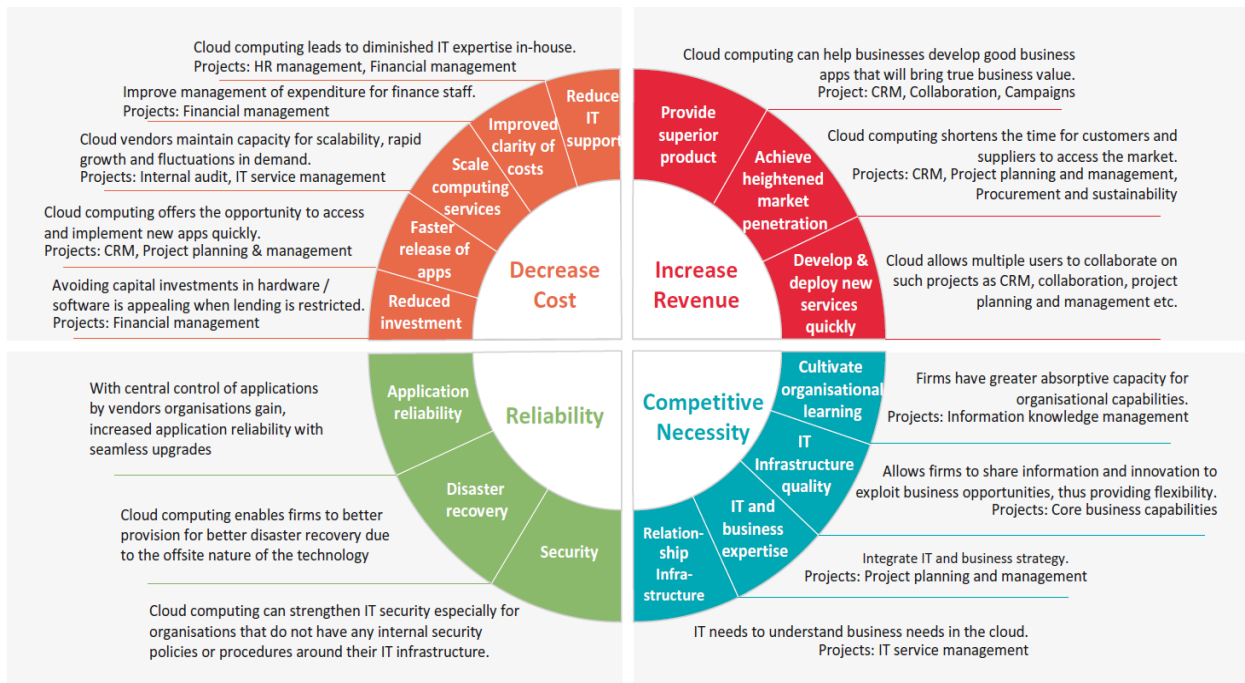 Cloud computing leads to diminished IT expertise in-house.
Projects: HR management, Financial management
Improve management of expenditure for finance staff.
Projects: Financial management
Cloud vendors maintain capacity for scalability, rapid
growth and fluctuations in demand.
Projects: Internal audit, IT service management
Cloud computing offers the opportunity to access
and implement new apps quickly.
Projects: CRM, Project planning & management
Avoiding capital investments in hardware /
software is appealing when lending is restricted.
Projects: Financial management
Reduce
IT
support
Improved
clarity of
costs
Scale
computing
services
Faster
release of
apps
Reduced
investment
Decrease
Cost
Cloud computing can help businesses develop good business
apps that will bring true business value.
Project: CRM, Collaboration, Campaigns
Cloud computing shortens the time for customers and
suppliers to access the market.
Projects: CRM, Project planning and management,
Procurement and sustainability
Cloud allows multiple users to collaborate on
such projects as CRM, collaboration, project
planning and management etc.
Provide
superior
product
Achieve
heightened
market
penetration
Develop &
deploy new
services
quickly
Increase
Revenue
With central control of applications
by vendors organisations gain,
increased application reliability with
seamless upgrades
Cloud computing enables firms to better
provision for better disaster recovery due
to the offsite nature of the technology
Cloud computing can strengthen IT security especially for
organisations that do not have any internal security
policies or procedures around their IT infrastructure.
Application
reliability
Disaster
recovery
Security
Reliability
Competitive
Necessity
Cultivate
organisational
learning
IT
Infrastructure
quality
IT and
business
expertise
Relation-
ship
Infra-
structure
Firms have greater absorptive capacity for
organisational capabilities.
Projects: Information knowledge management
Allows firms to share information and innovation to
exploit business opportunities, thus providing flexibility.
Projects: Core business capabilities
Integrate IT and business strategy.
Projects: Project planning and management
IT needs to understand business needs in the cloud.
Projects: IT service management